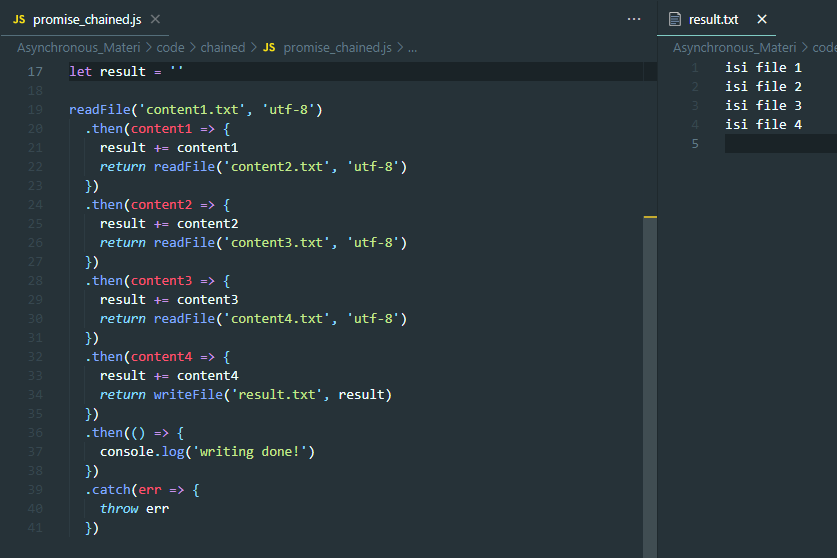 JS promise_chained.js ×
Asynchronous_Materi > code > chained > JS promise_chained.js > ...
17 let result = ''
18
19 readFile('content1.txt', 'utf-8')
20   .then(content1 => {
21     result += content1
22     return readFile('content2.txt', 'utf-8')
23   })
24   .then(content2 => {
25     result += content2
26     return readFile('content3.txt', 'utf-8')
27   })
28   .then(content3 => {
29     result += content3
30     return readFile('content4.txt', 'utf-8')
31   })
32   .then(content4 => {
33     result += content4
34     return writeFile('result.txt', result)
35   })
36   .then(() => {
37     console.log('writing done!')
38   })
39   .catch(err => {
40     throw err
41   })
result.txt ×
Asynchronous_Materi > code
1 isi file 1
2 isi file 2
3 isi file 3
4 isi file 4
5